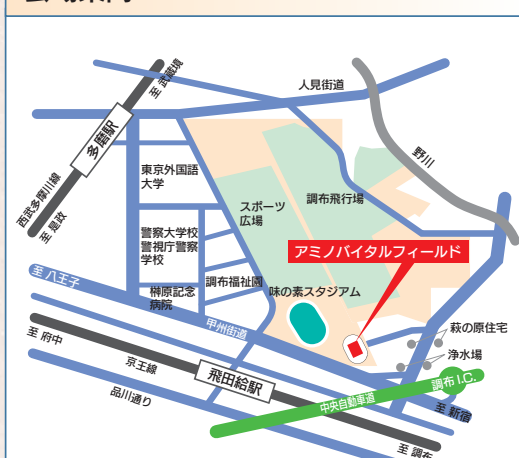 至 武蔵境
人見街道
多磨駅
野川
東京外国語
大学
西武多摩川線
至 是政
スポーツ
広場
調布飛行場
警察大学校
警視庁警察
学校
アミノバイタルフィールド
至 八王子
調布福祉園
味の素スタジアム
榊原記念
病院
甲州街道
至 府中
萩の原住宅
京王線
浄水場
飛田給駅
調布 I.C.
品川通り
中央自動車道
至 新宿
至 調布